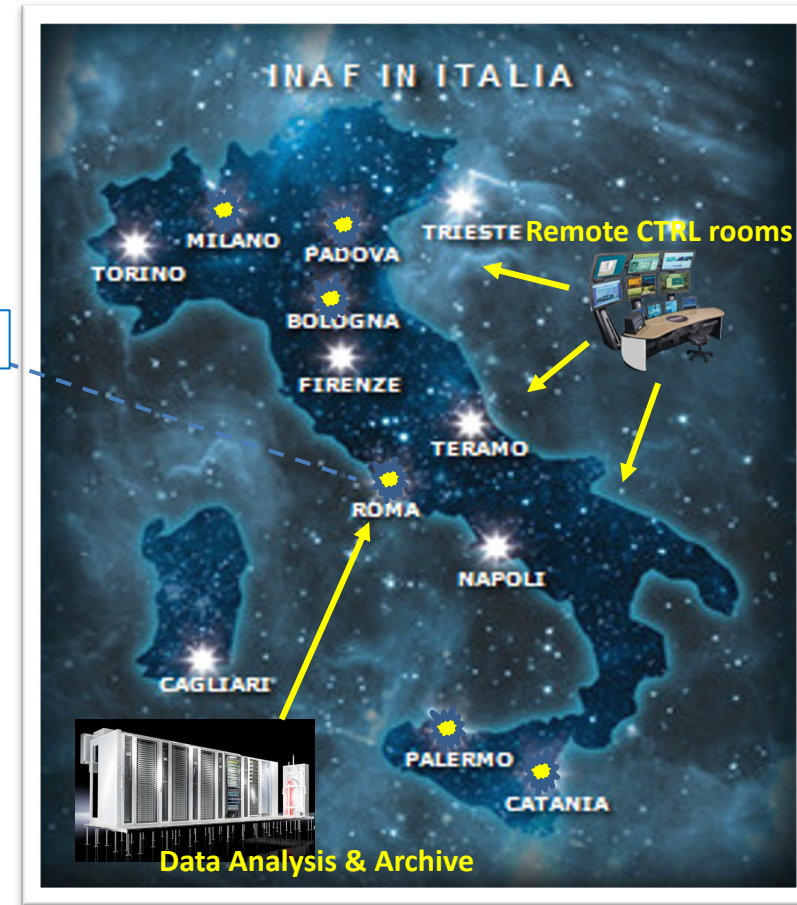 INAF IN ITALIA
TRIESTE
Remote CTRL rooms
MILANO
PADOVA
TORINO
BOLOGNA
FIRENZE
TERAMO
ROMA
NAPOLI
CAGLIARI
PALERMO
CATANIA
Data Analysis & Archive